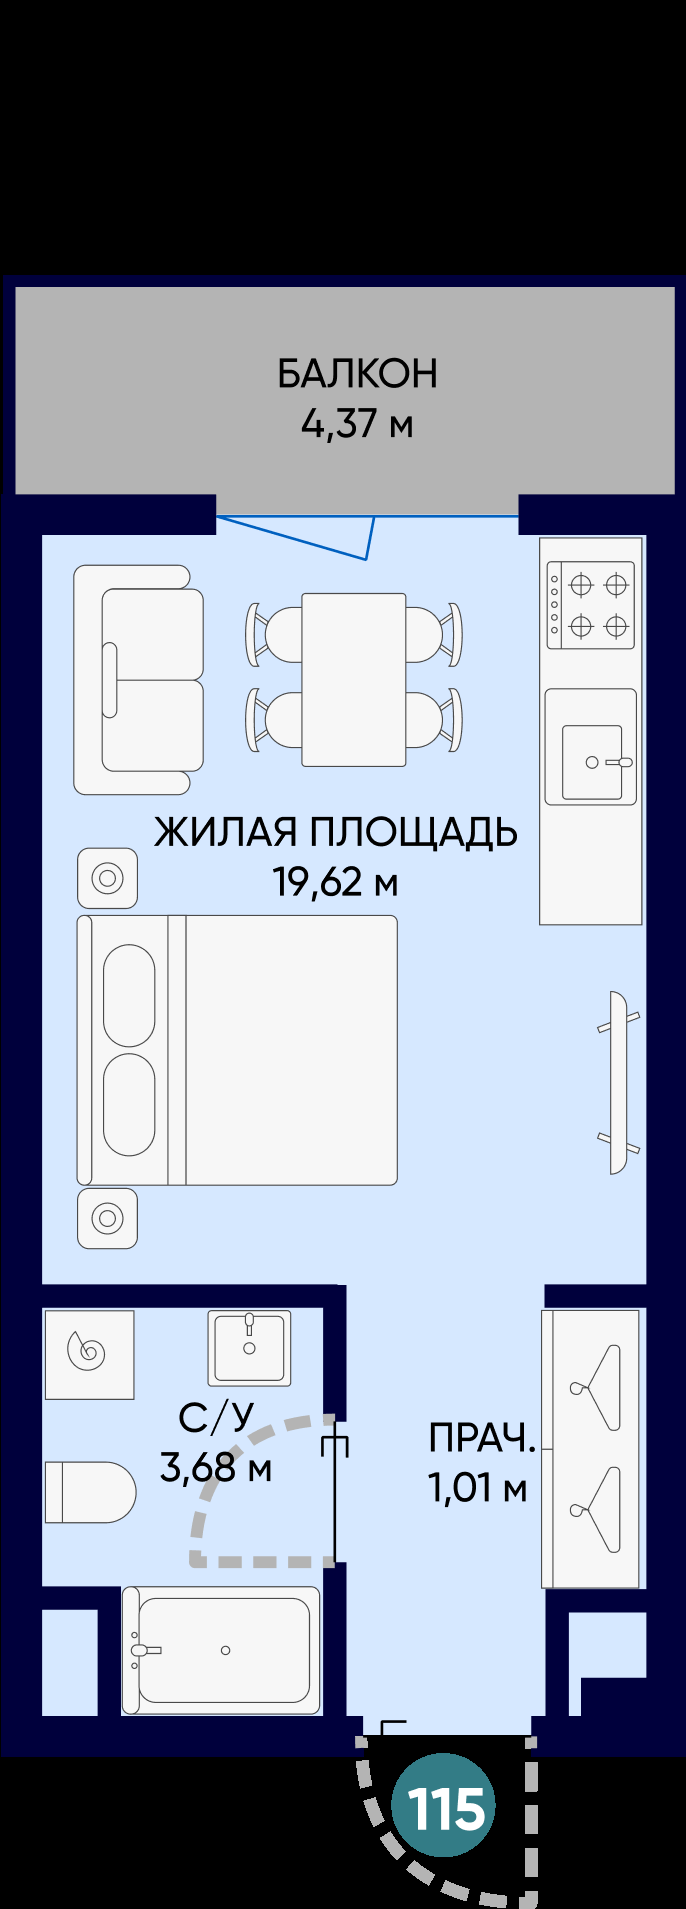 БАЛКОН
4,37 м
ЖИЛАЯ ПЛОЩАДЬ
19,62 м
С/У
3,68 м
ПРАЧ.
1,01 м
115